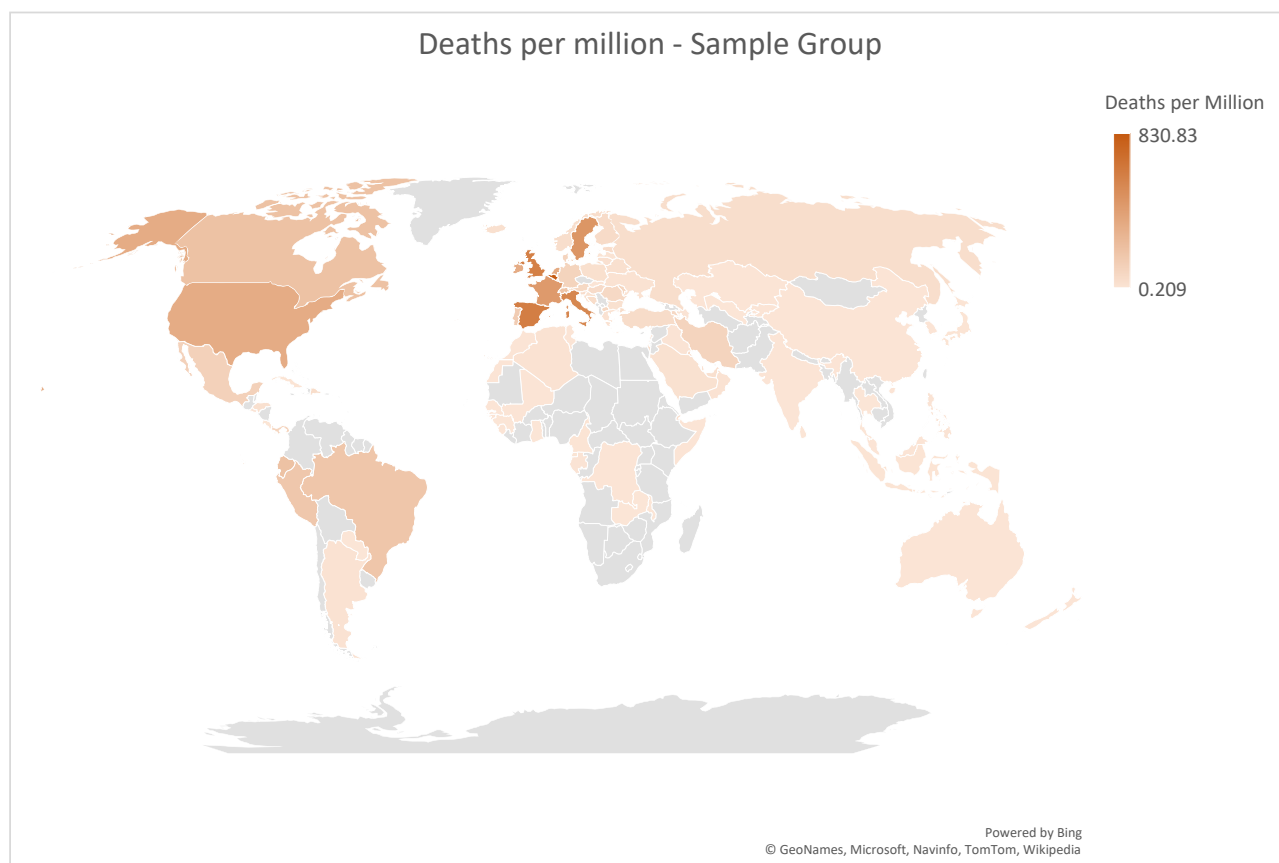 Deaths per million - Sample Group
Deaths per Million
830.83
0.209
Powered by Bing
© GeoNames, Microsoft, Navinfo, TomTom, Wikipedia